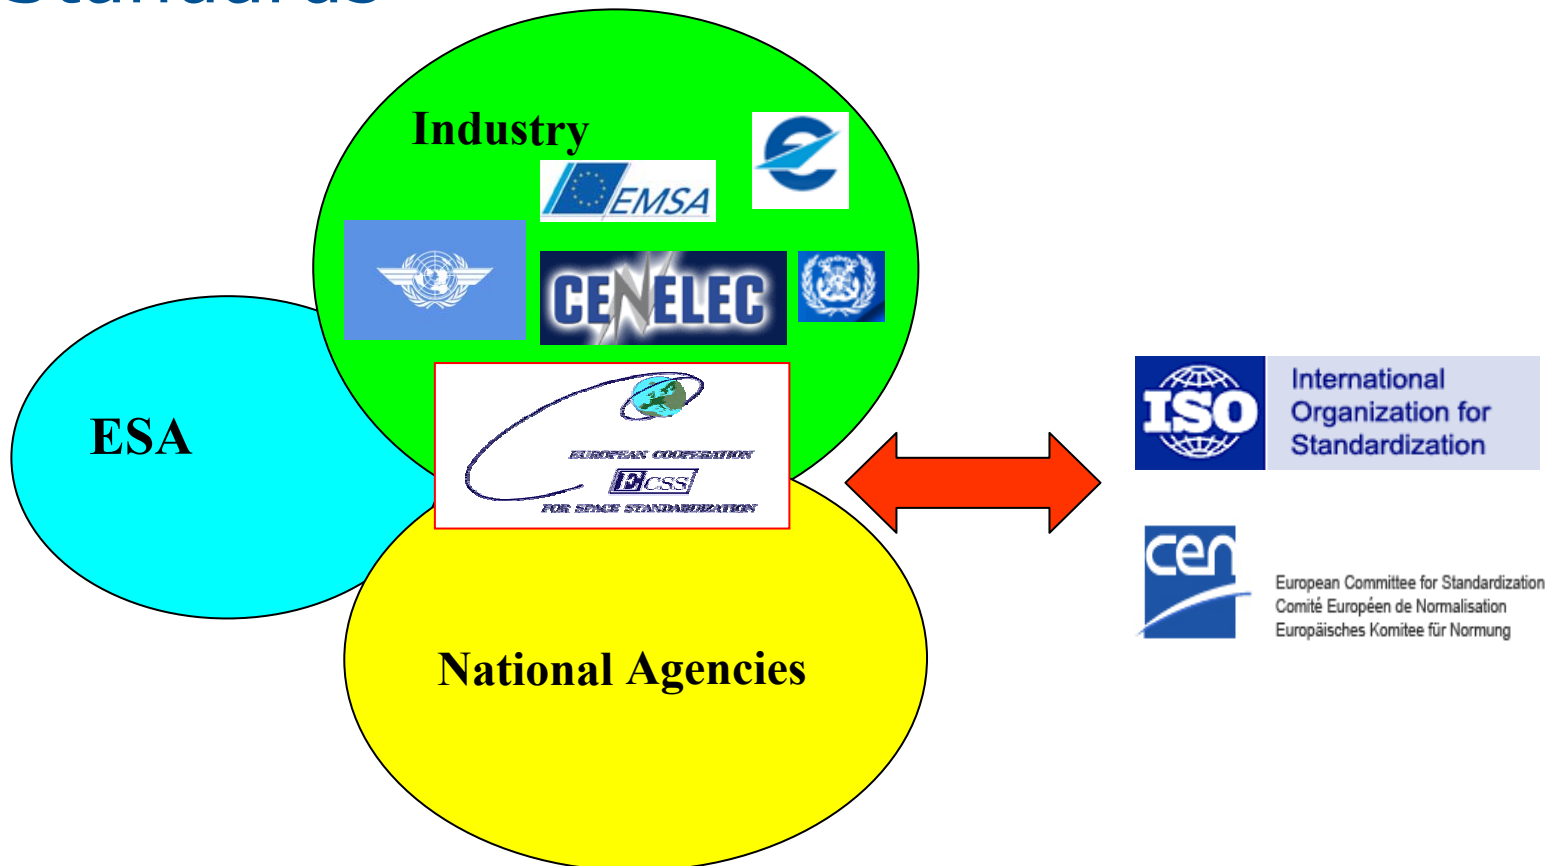 Standards
Industry
EMSA
CENELEC
ESA
EUROPEAN COOPERATION
ECSS
FOR SPACE STANDARDIZATION
National Agencies
ISO
International
Organization for
Standardization
cen
European Committee for Standardization
Comité Européen de Normalisation
Europäisches Komitee für Normung